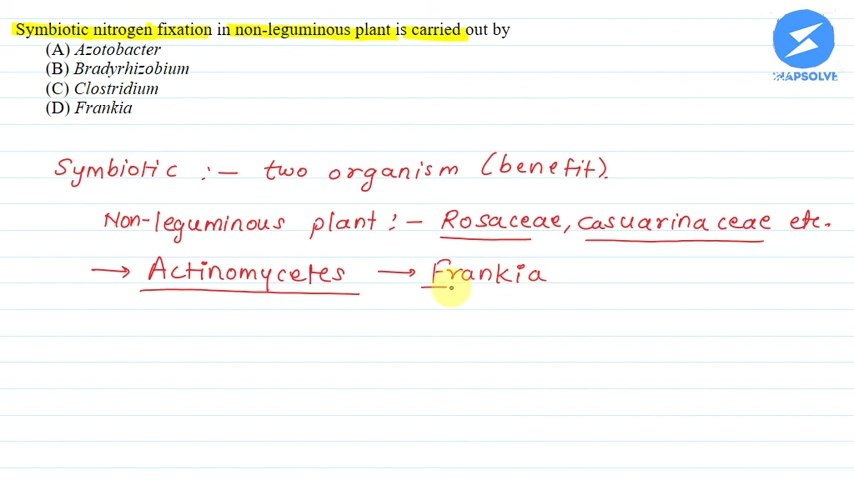 Symbiotic nitrogen fixation in non-leguminous plant is carried out by
(A) Azotobacter
(B) Bradyrhizobium
(C) Clostridium
(D) Frankia
SNAPSOLVE
Symbiotic :- two organism (benefit).
Non-leguminous plant :- Rosaceae, casuarinaceae etc.
→ Actinomycetes → Frankia